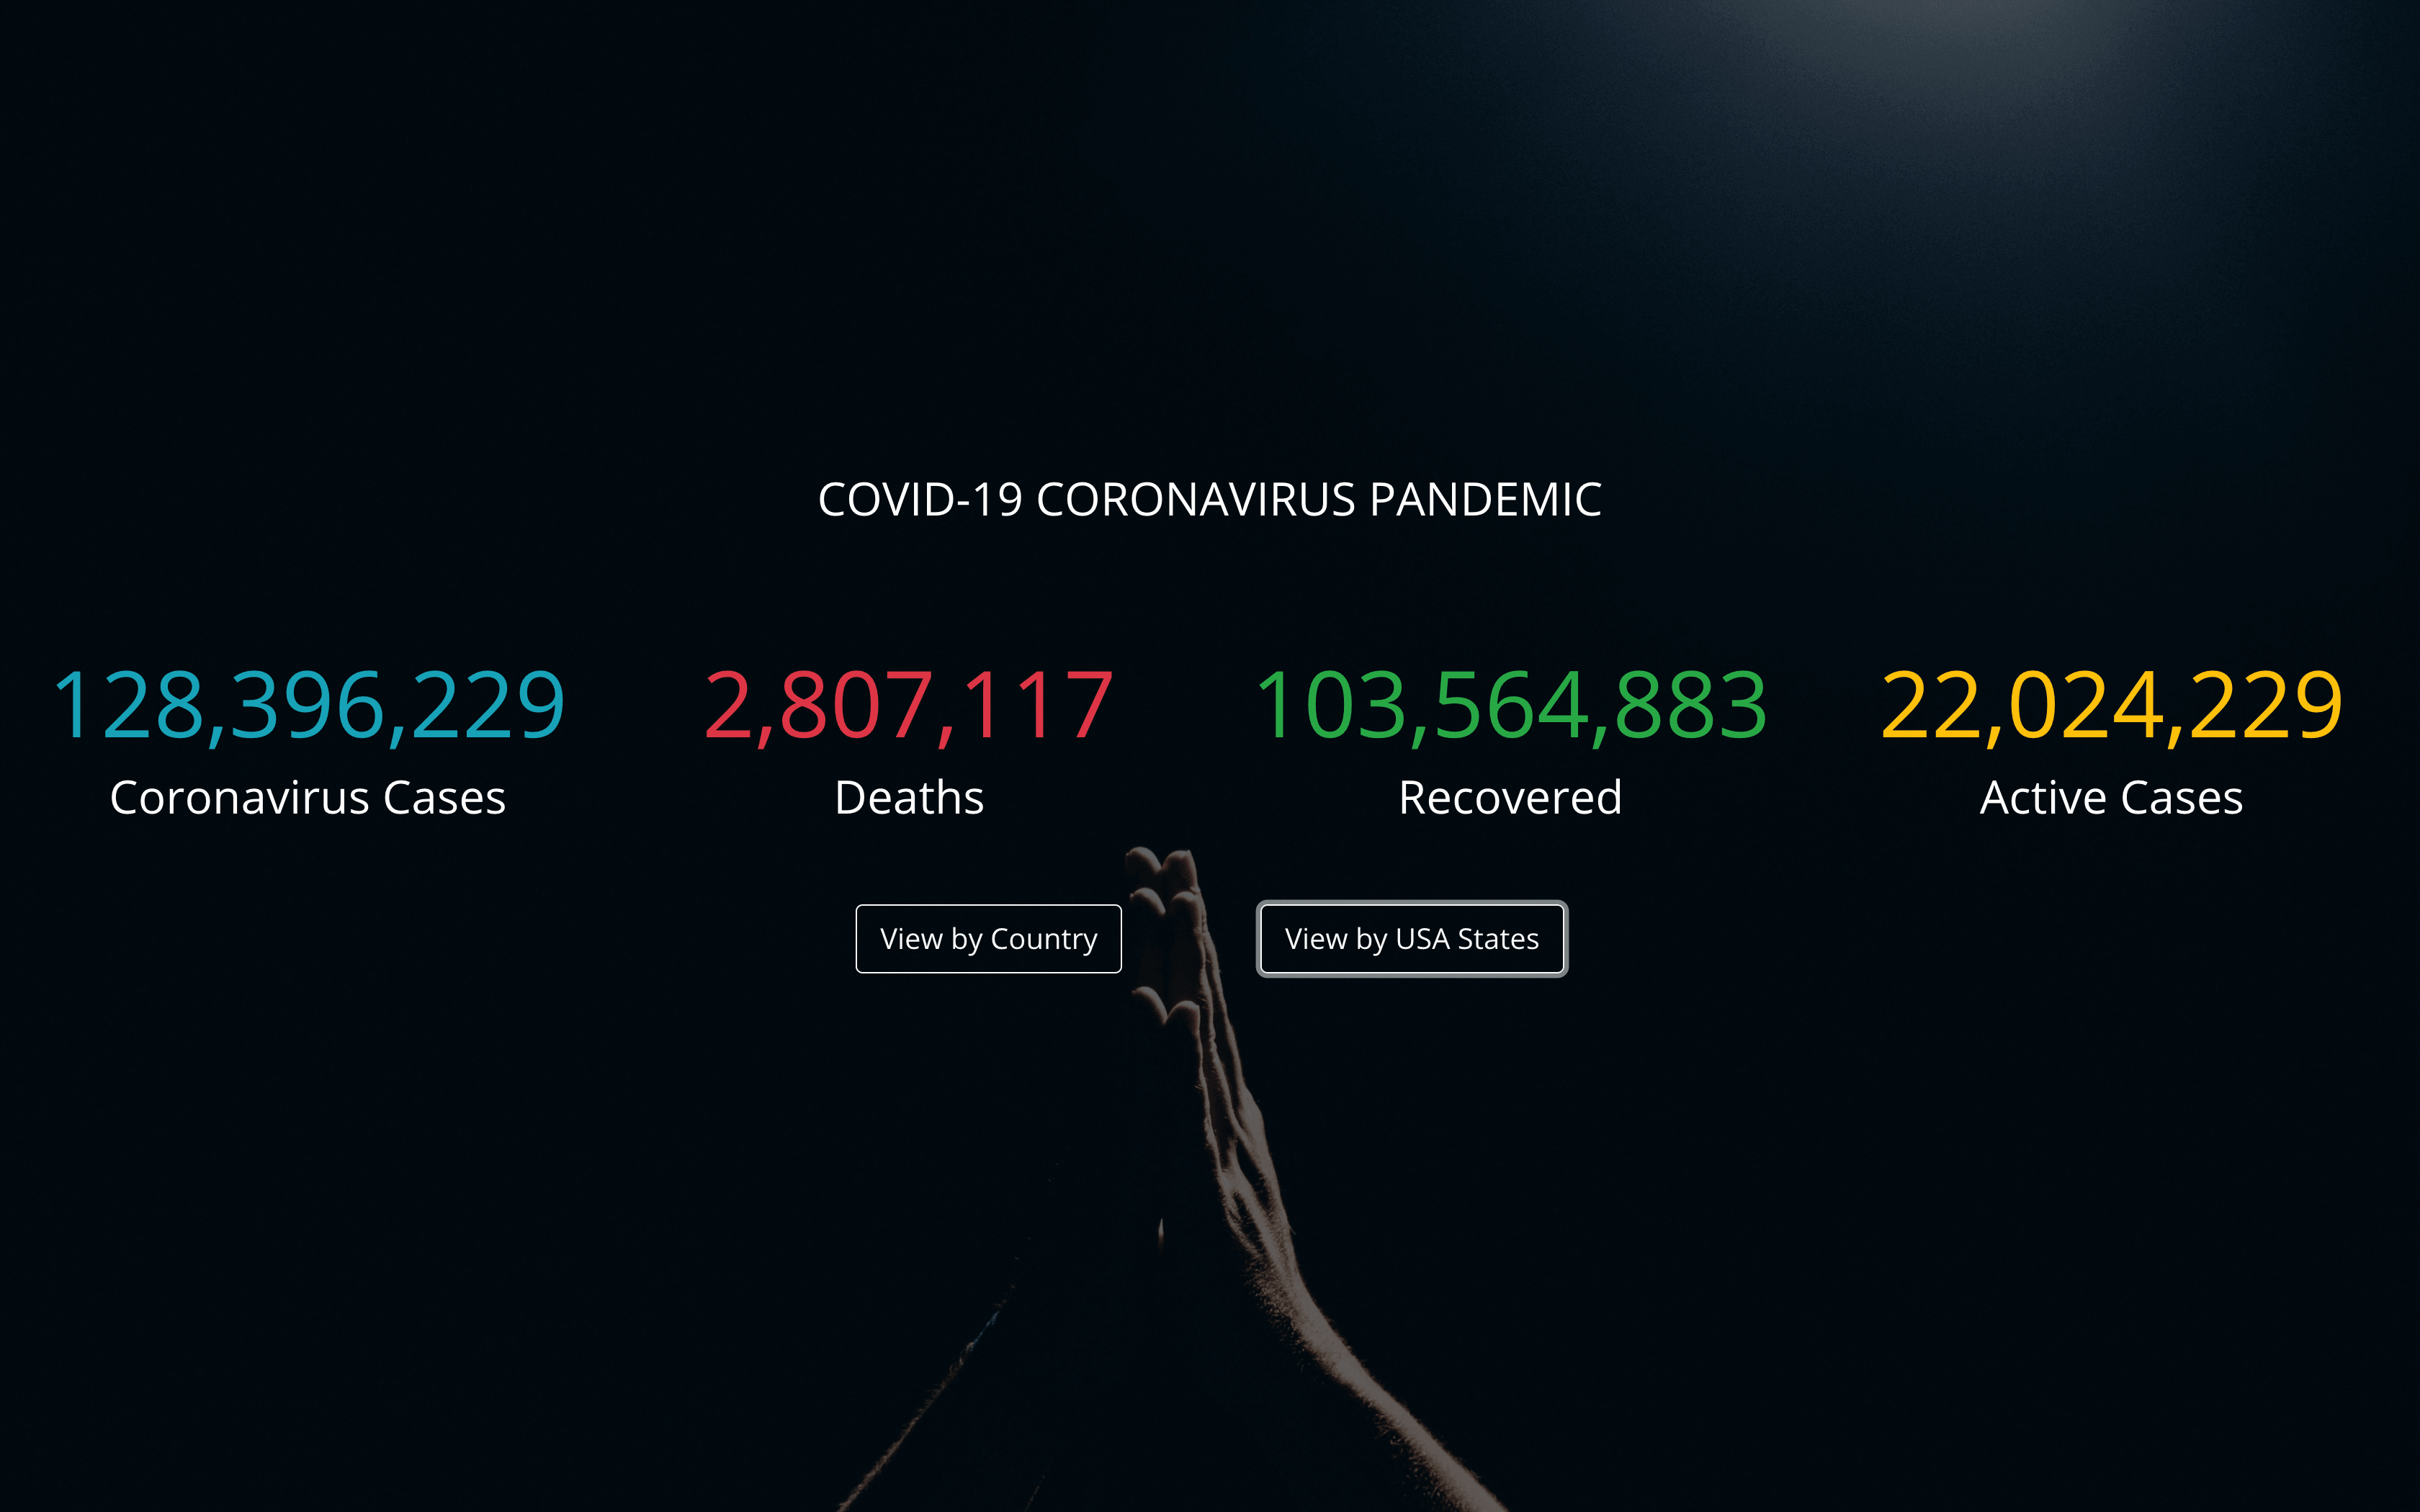 COVID-19 CORONAVIRUS PANDEMIC
128,396,229
Coronavirus Cases
2,807,117
Deaths
103,564,883
Recovered
22,024,229
Active Cases
View by Country
View by USA States